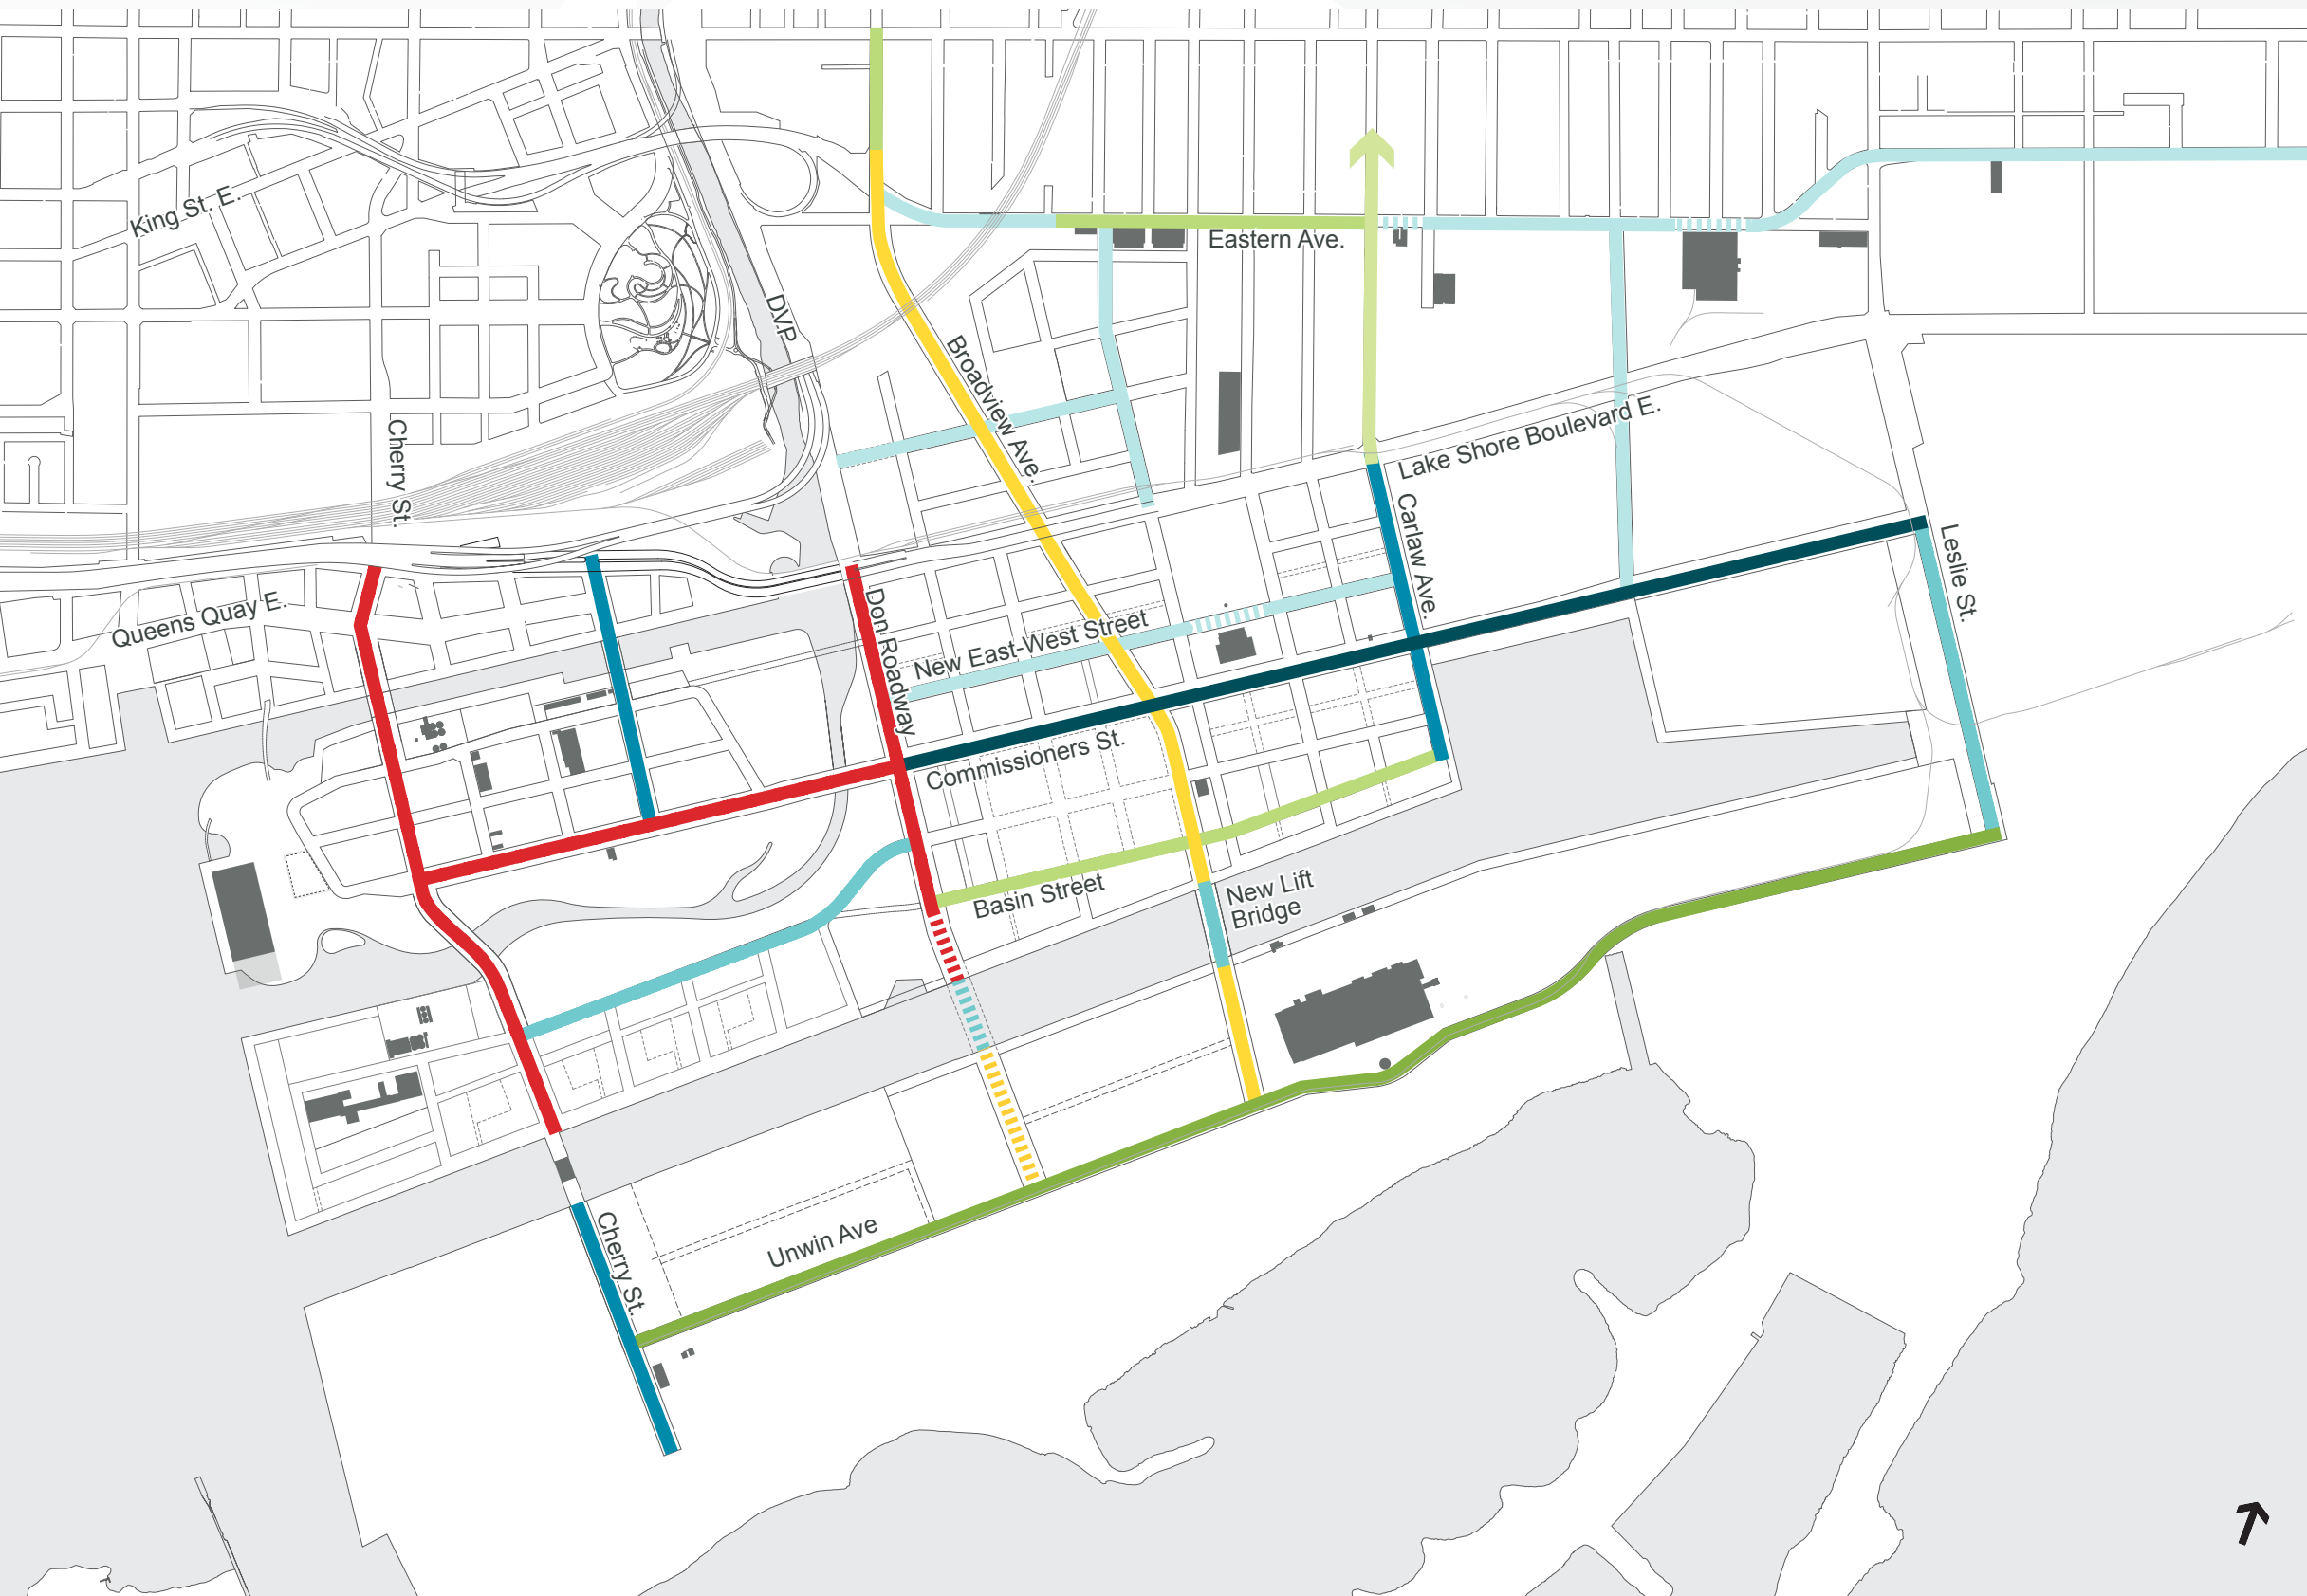 King St. E.
Eastern Ave.
DVP
Broadview Ave.
Cherry St.
Lake Shore Boulevard E.
Carlaw Ave.
Leslie St.
Queens Quay E.
Don Roadway
New East-West Street
Commissioners St.
Basin Street
New Lift
Bridge
Unwin Ave
Cherry St.